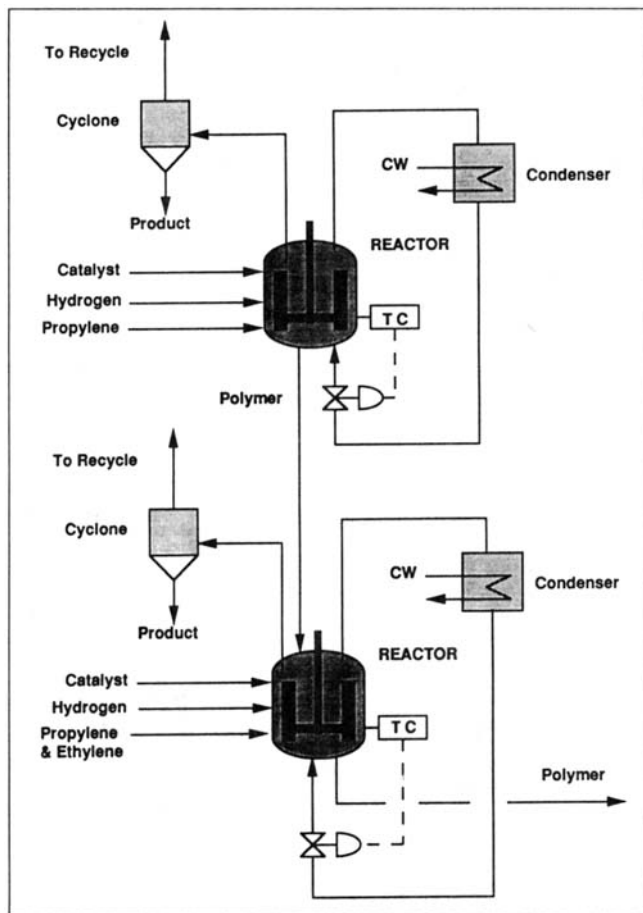 To Recycle
Cyclone
CW
Condenser
Product
REACTOR
Catalyst
Hydrogen
Propylene
T C
Polymer
To Recycle
Cyclone
CW
Condenser
Product
REACTOR
Catalyst
Hydrogen
Propylene
& Ethylene
T C
Polymer